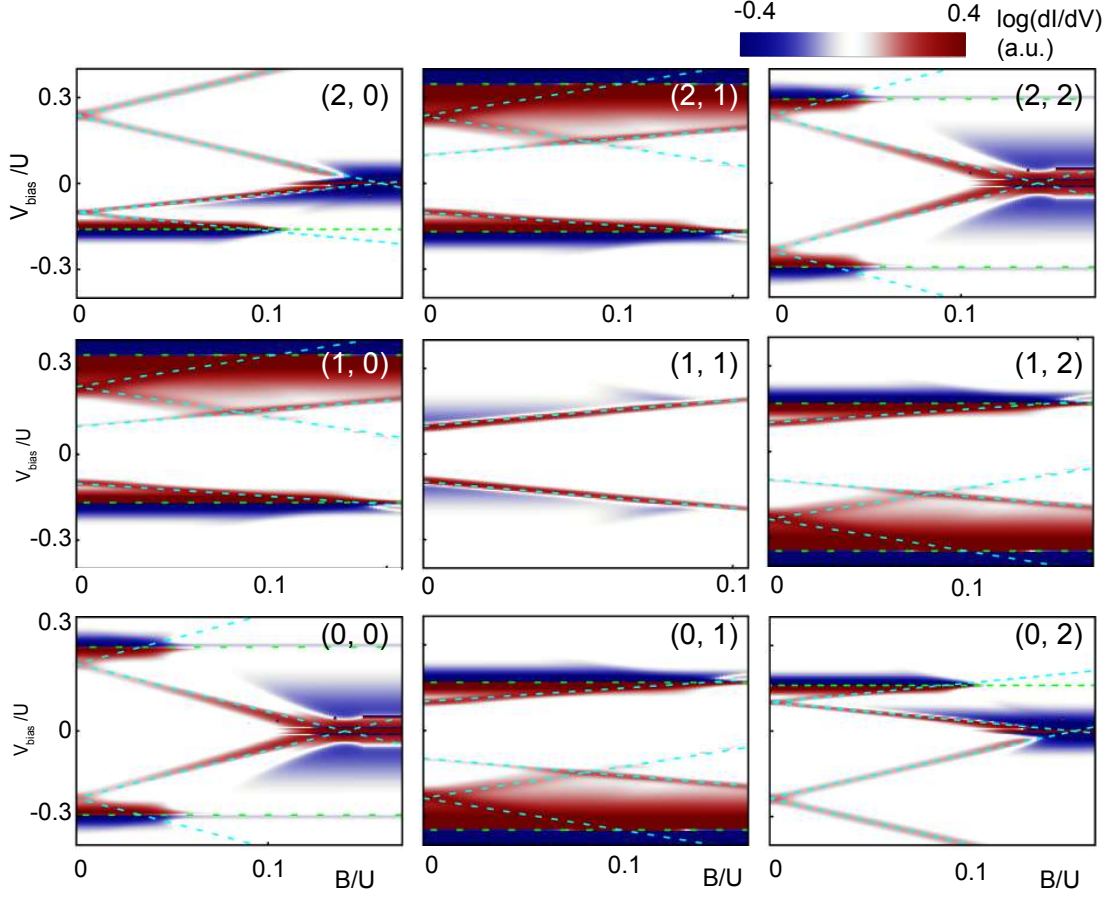 -0.4 0.4 log(dI/dV)
(a.u.)
0.3 (2, 0) (2, 1) (2, 2)
V_bias /U
0
-0.3
0 0.1 0 0.1 0 0.1
0.3 (1, 0) (1, 1) (1, 2)
V_bias /U
0
-0.3
0 0.1 0 0.1 0 0.1
0.3 (0, 0) (0, 1) (0, 2)
V_bias /U
0
-0.3
0 0.1 B/U 0 0.1 B/U 0 0.1 B/U